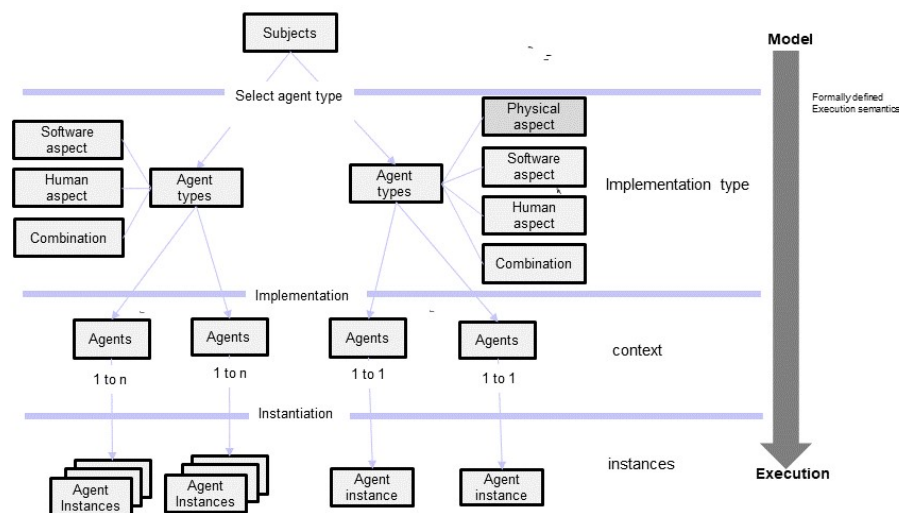 Subjects
Model
Select agent type
Formally defined
Execution semantics
Physical
aspect
Software
aspect
Software
aspect
Human
aspect
Agent
types
Agent
types
Implementation type
Human
aspect
Combination
Combination
Implementation
Agents
Agents
Agents
Agents
context
1 to n
1 to n
1 to 1
1 to 1
Instantiation
instances
Execution
Agent
Instances
Agent
Instances
Agent
instance
Agent
instance